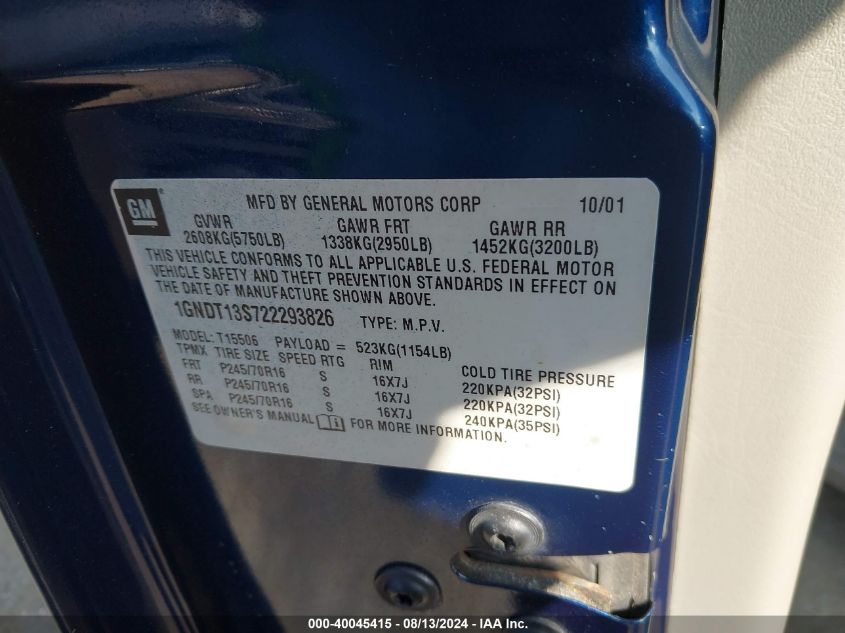 GM MFD BY GENERAL MOTORS CORP 10/01
GVWR GAWR FRT GAWR RR
2608KG(5750LB) 1338KG(2950LB) 1452KG(3200LB)
THIS VEHICLE CONFORMS TO ALL APPLICABLE U.S. FEDERAL MOTOR
VEHICLE SAFETY AND THEFT PREVENTION STANDARDS IN EFFECT ON
THE DATE OF MANUFACTURE SHOWN ABOVE.
1GNDT13S722293826 TYPE: M.P.V.
MODEL: T15506 PAYLOAD = 523KG(1154LB)
TPMX TIRE SIZE SPEED RTG RIM COLD TIRE PRESSURE
FRT P245/70R16 S 16X7J 220KPA(32PSI)
RR P245/70R16 S 16X7J 220KPA(32PSI)
SPA P245/70R16 S 16X7J 240KPA(35PSI)
SEE OWNER'S MANUAL FOR MORE INFORMATION.
000-40045415 - 08/13/2024 - IAA Inc.